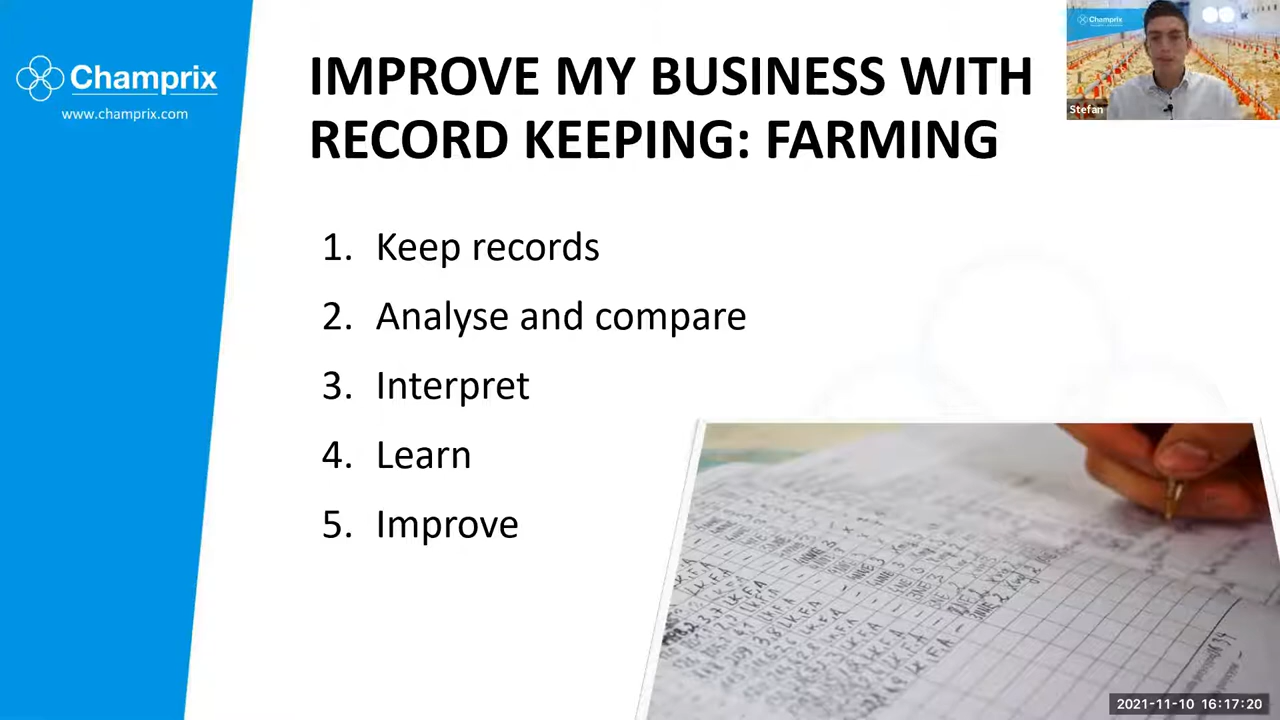 Champrix
www.champrix.com
IMPROVE MY BUSINESS WITH
RECORD KEEPING: FARMING
1. Keep records
2. Analyse and compare
3. Interpret
4. Learn
5. Improve
Champrix
Stefan
2021-11-10 16:17:20